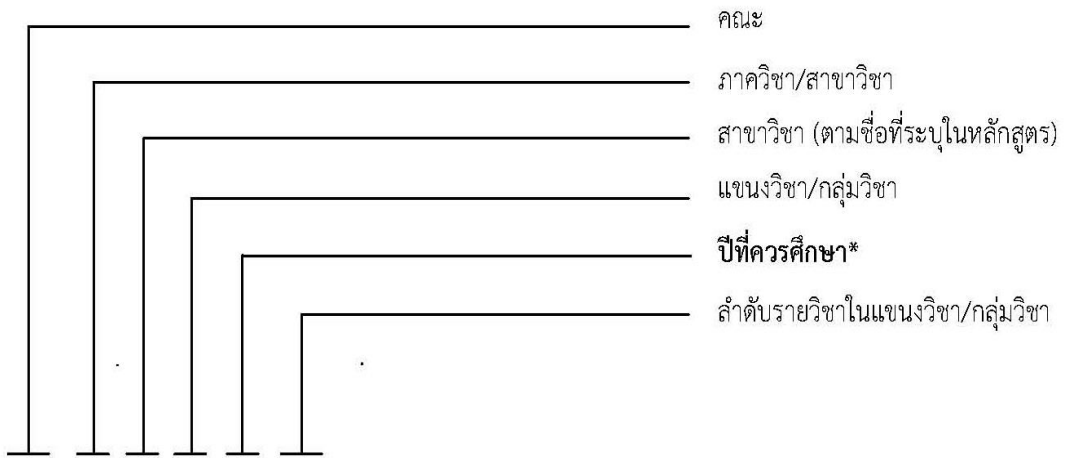 คณะ
ภาควิชา/สาขาวิชา
สาขาวิชา (ตามชื่อที่ระบุในหลักสูตร)
แขนงวิชา/กลุ่มวิชา
ปีที่ควรศึกษา*
ลำดับรายวิชาในแขนงวิชา/กลุ่มวิชา